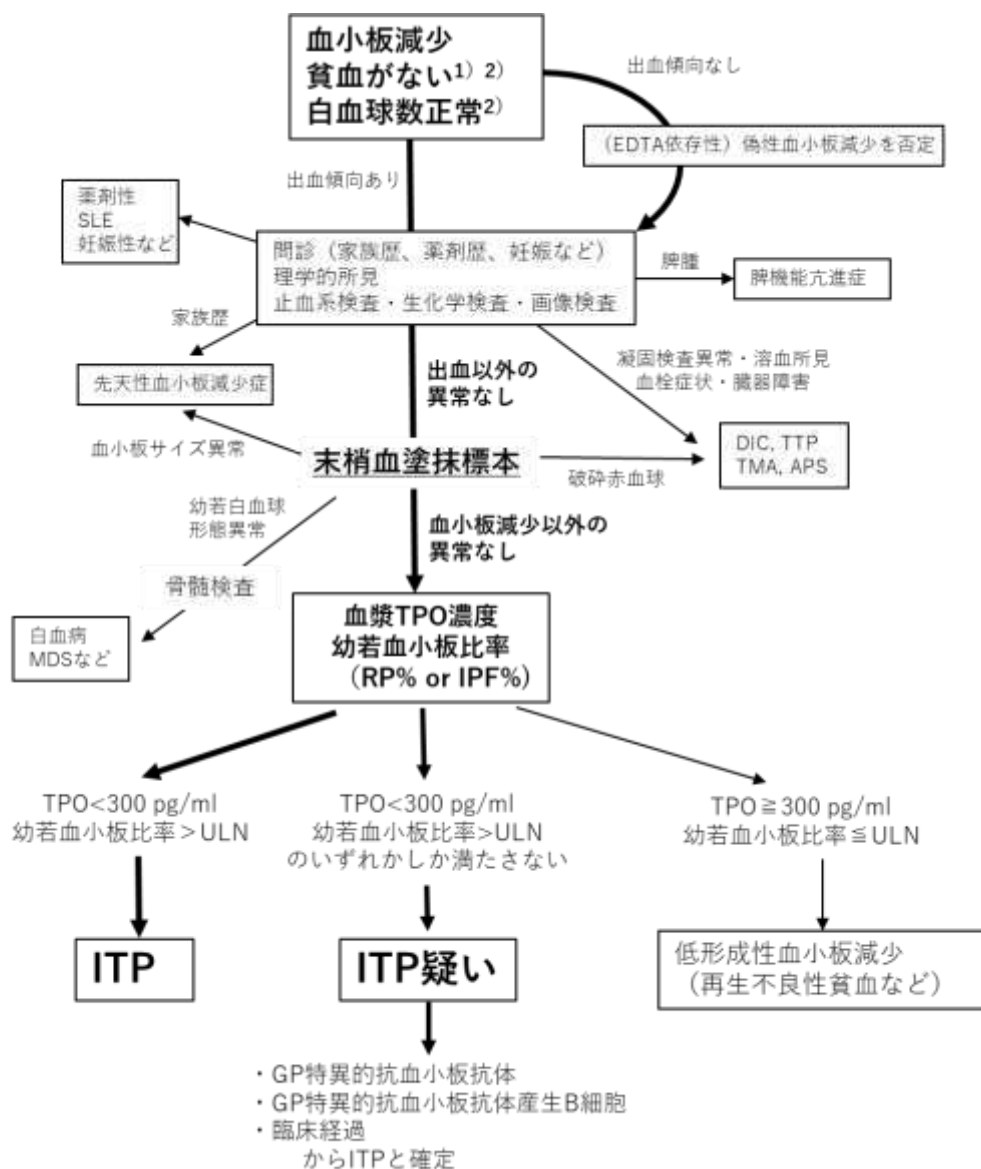 血小板減少
貧血がない1) 2)
白血球数正常2)
出血傾向なし
(EDTA依存性)偽性血小板減少を否定
出血傾向あり
薬剤性
SLE
妊娠性など
問診(家族歴、薬剤歴、妊娠など)
理学的所見
止血系検査・生化学検査・画像検査
脾腫
脾機能亢進症
家族歴
先天性血小板減少症
出血以外の
異常なし
凝固検査異常・溶血所見
血栓症状・臓器障害
血小板サイズ異常
末梢血塗抹標本
破砕赤血球
DIC, TTP
TMA, APS
幼若白血球
形態異常
血小板減少以外の
異常なし
骨髄検査
白血病
MDSなど
血漿TPO濃度
幼若血小板比率
(RP% or IPF%)
TPO<300 pg/ml
幼若血小板比率>ULN
TPO<300 pg/ml
幼若血小板比率>ULN
のいずれかしか満たさない
TPO≧300 pg/ml
幼若血小板比率≦ULN
ITP
ITP疑い
低形成性血小板減少
(再生不良性貧血など)
・GP特異的抗血小板抗体
・GP特異的抗血小板抗体産生B細胞
・臨床経過
からITPと確定